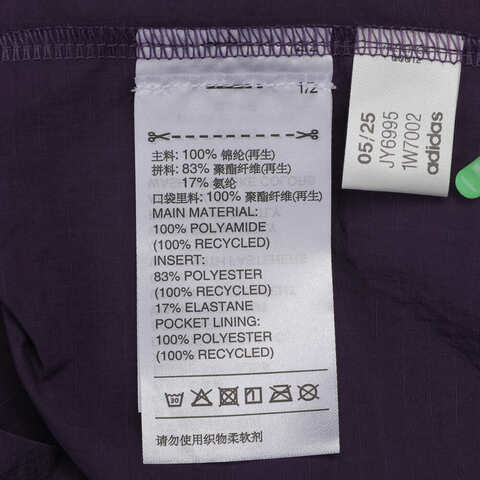 1/2
主料: 100% 锦纶(再生)
拼料: 83% 聚酯纤维(再生)
17% 氨纶
口袋里料: 100% 聚酯纤维(再生)
MAIN MATERIAL:
100% POLYAMIDE
(100% RECYCLED)
INSERT:
83% POLYESTER
(100% RECYCLED)
17% ELASTANE
POCKET LINING:
100% POLYESTER
(100% RECYCLED)
30
请勿使用织物柔软剂
05/25
JY6995
1W7002
adidas